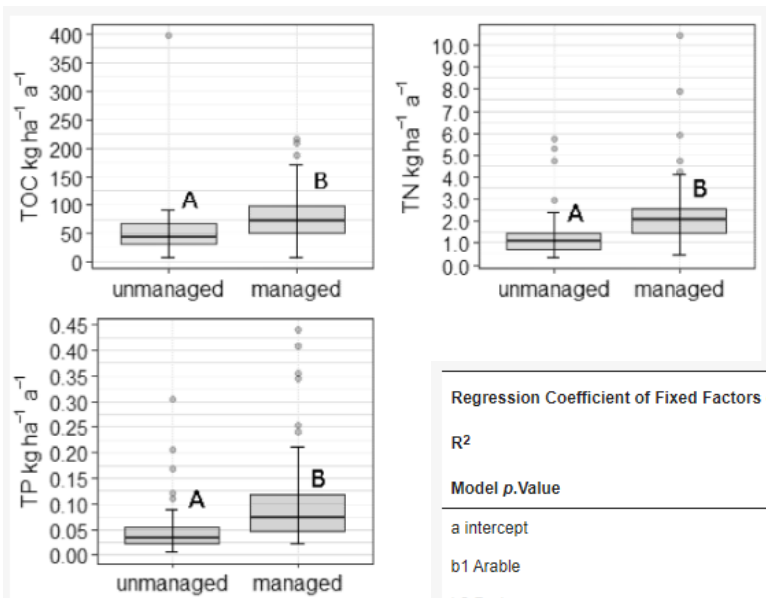 400
350
300
250
200
150
100
50
0
TOC kg ha⁻¹ a⁻¹
A
B
unmanaged managed
10.0
9.0
8.0
7.0
6.0
5.0
4.0
3.0
2.0
1.0
0.0
TN kg ha⁻¹ a⁻¹
A
B
unmanaged managed
0.45
0.40
0.35
0.30
0.25
0.20
0.15
0.10
0.05
0.00
TP kg ha⁻¹ a⁻¹
A
B
unmanaged managed
Regression Coefficient of Fixed Factors
R²
Model p.Value
a intercept
b1 Arable